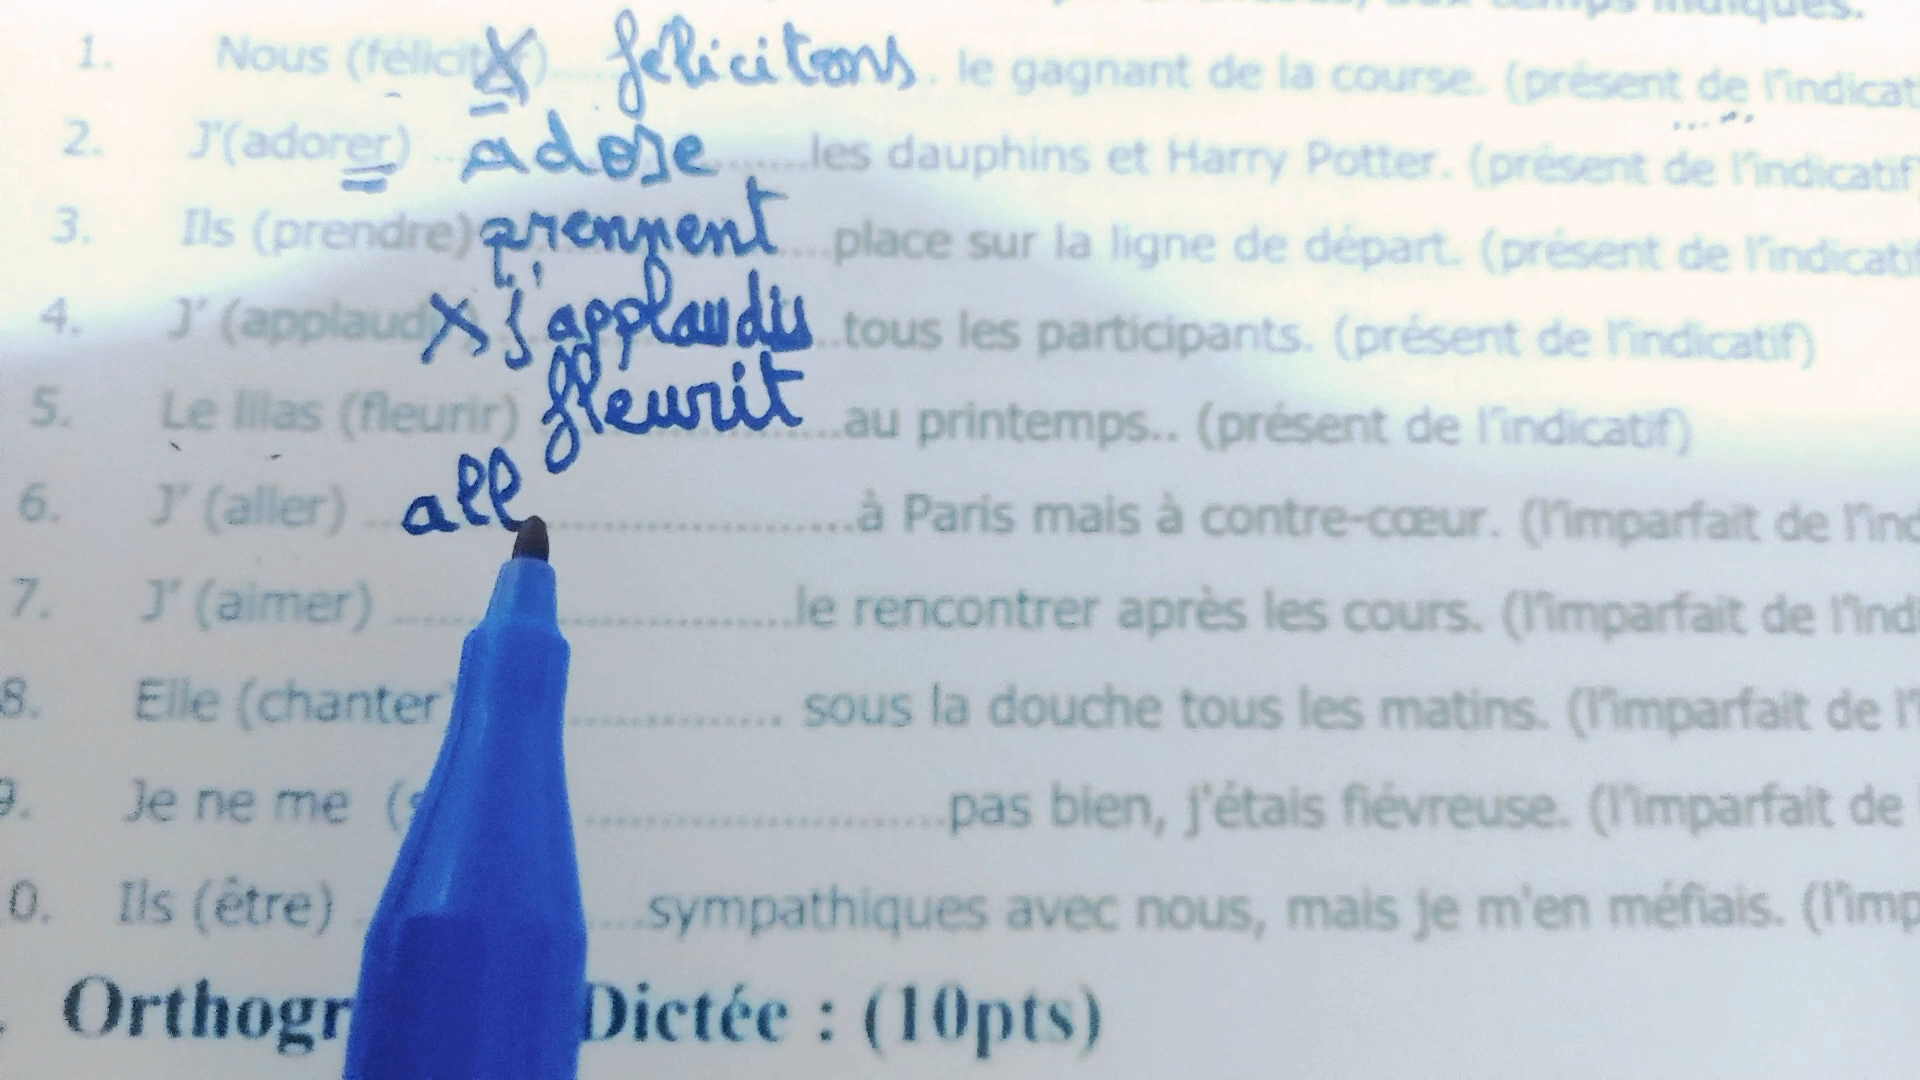 temps indiqués.
1. Nous (félicit ) felicitons le gagnant de la course. (présent de l'indicat
2. J'(adorer) ... adore ........les dauphins et Harry Potter. (présent de l'indicatif
3. Ils (prendre) prennent ....place sur la ligne de départ. (présent de l'indicatif
4. J' (applaud j'applaudis ..tous les participants. (présent de l'indicatif)
5. Le lilas (fleurir) fleurit ............au printemps.. (présent de l'indicatif)
6. J' (aller) ... all ......................à Paris mais à contre-cœur. (l'imparfait de l'ind
7. J' (aimer) ..........................le rencontrer après les cours. (l'imparfait de l'indi
8. Elle (chanter .............. sous la douche tous les matins. (l'imparfait de l'i
9. Je ne me ( ........................pas bien, j'étais fiévreuse. (l'imparfait de
0. Ils (être) ....sympathiques avec nous, mais je m'en méfiais. (l'imp
Orthogr Dictée : (10pts)